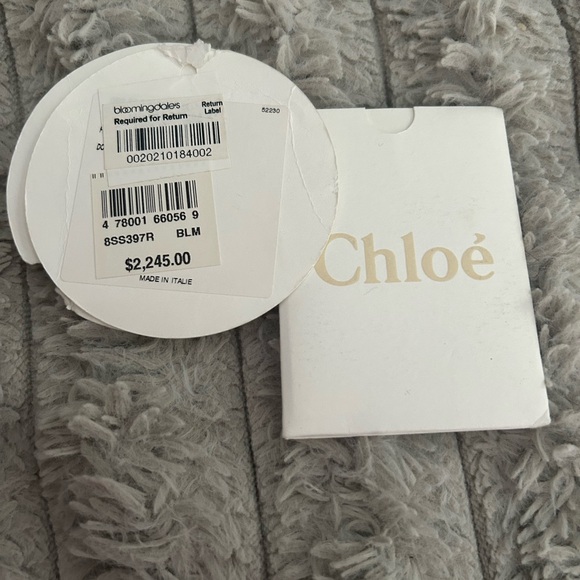 bloomingdale's
Return Label
Required for Return
52230
0020210184002
4 78001 66056 9
8SS397R BLM
$2,245.00
MADE IN ITALIE
Chloé